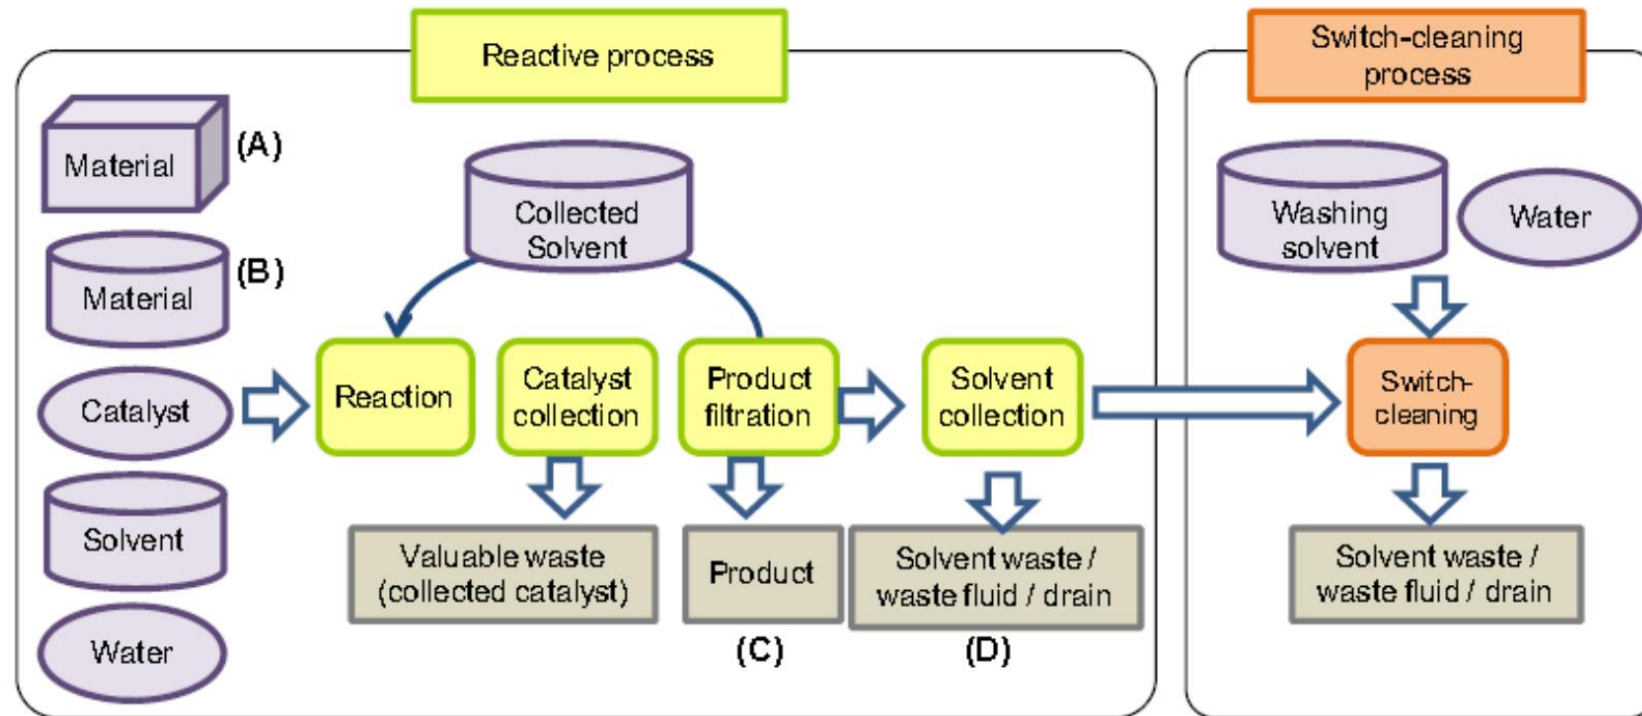 Reactive process
Switch-cleaning
process
Material
(A)
Material
(B)
Catalyst
Solvent
Water
Collected
Solvent
Reaction
Catalyst
collection
Product
filtration
Solvent
collection
Valuable waste
(collected catalyst)
Product
(C)
Solvent waste /
waste fluid / drain
(D)
Washing
solvent
Water
Switch-
cleaning
Solvent waste /
waste fluid / drain